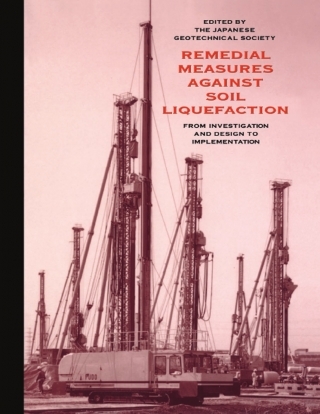 EDITED BY
THE JAPANESE
GEOTECHNICAL SOCIETY
REMEDIAL
MEASURES
AGAINST
SOIL
LIQUEFACTION
FROM INVESTIGATION
AND DESIGN TO
IMPLEMENTATION